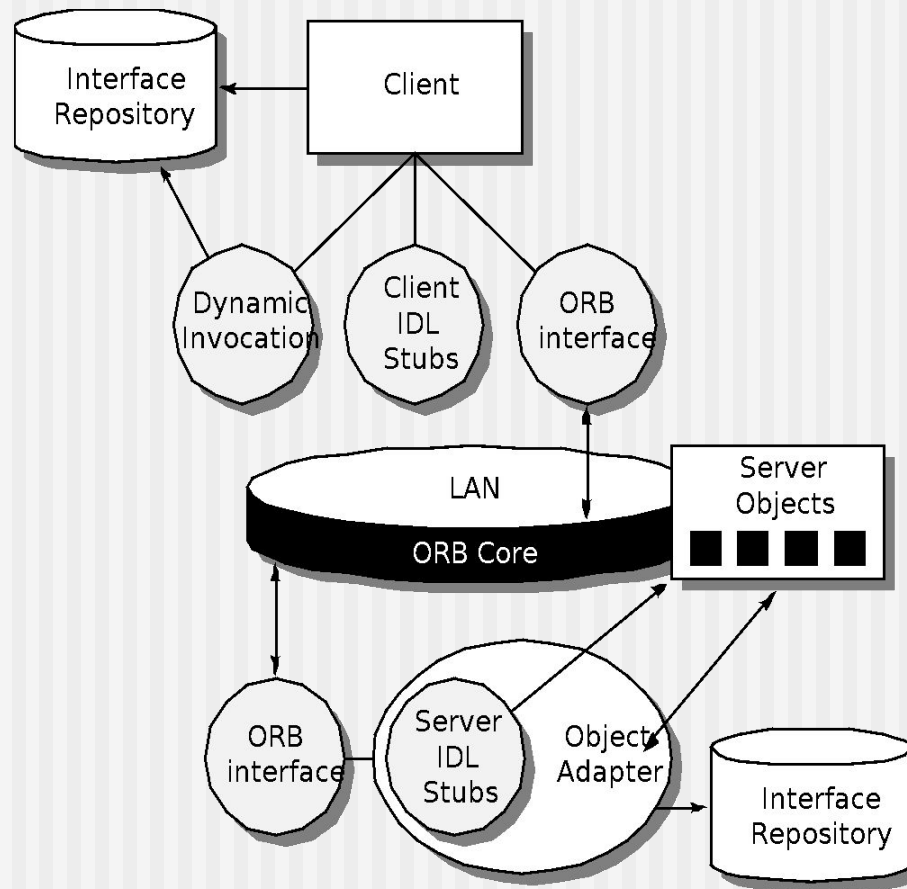 Interface
Repository
Client
Dynamic
Invocation
Client
IDL
Stubs
ORB
interface
LAN
ORB Core
Server
Objects
ORB
interface
Server
IDL
Stubs
Object
Adapter
Interface
Repository